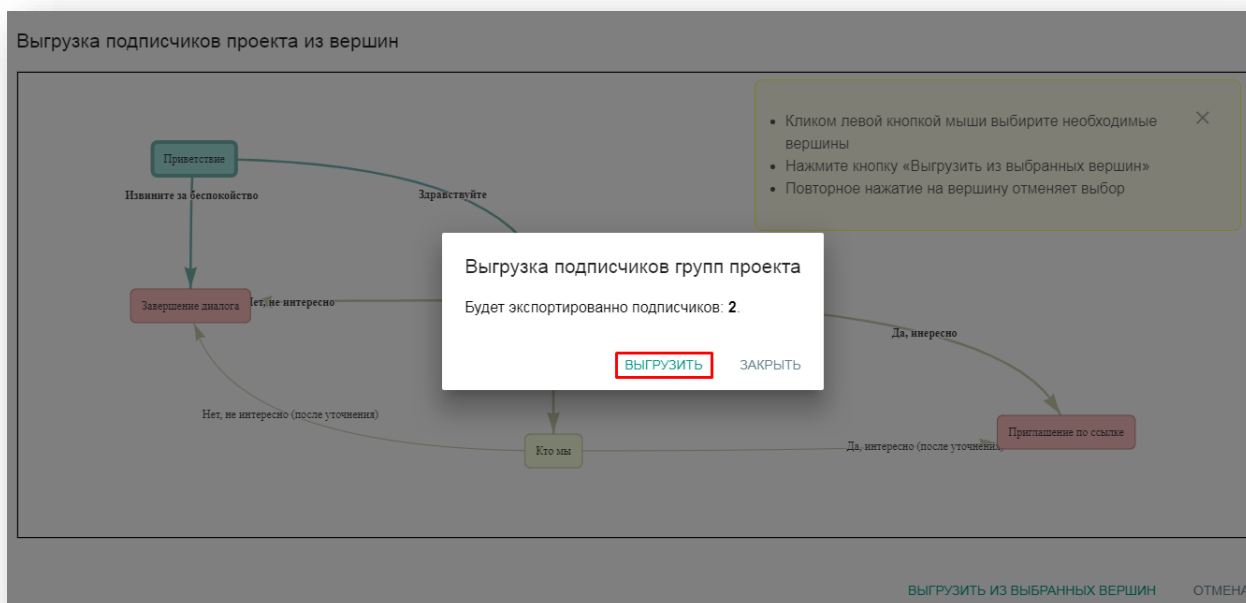 Выгрузка подписчиков проекта из вершин
Кликом левой кнопкой мыши выбирите необходимые
вершины
Нажмите кнопку «Выгрузить из выбранных вершин»
Повторное нажатие на вершину отменяет выбор
Приветствие
Извините за беспокойство
Здравствуйте
Выгрузка подписчиков групп проекта
Будет экспортированно подписчиков: 2.
ВЫГРУЗИТЬ ЗАКРЫТЬ
Завершение диалога
Нет, не интересно
Да, инересно
Нет, не интересно (после уточнения)
Кто мы
Да, интересно (после уточнения)
Приглашение по ссылке
ВЫГРУЗИТЬ ИЗ ВЫБРАННЫХ ВЕРШИН ОТМЕНА